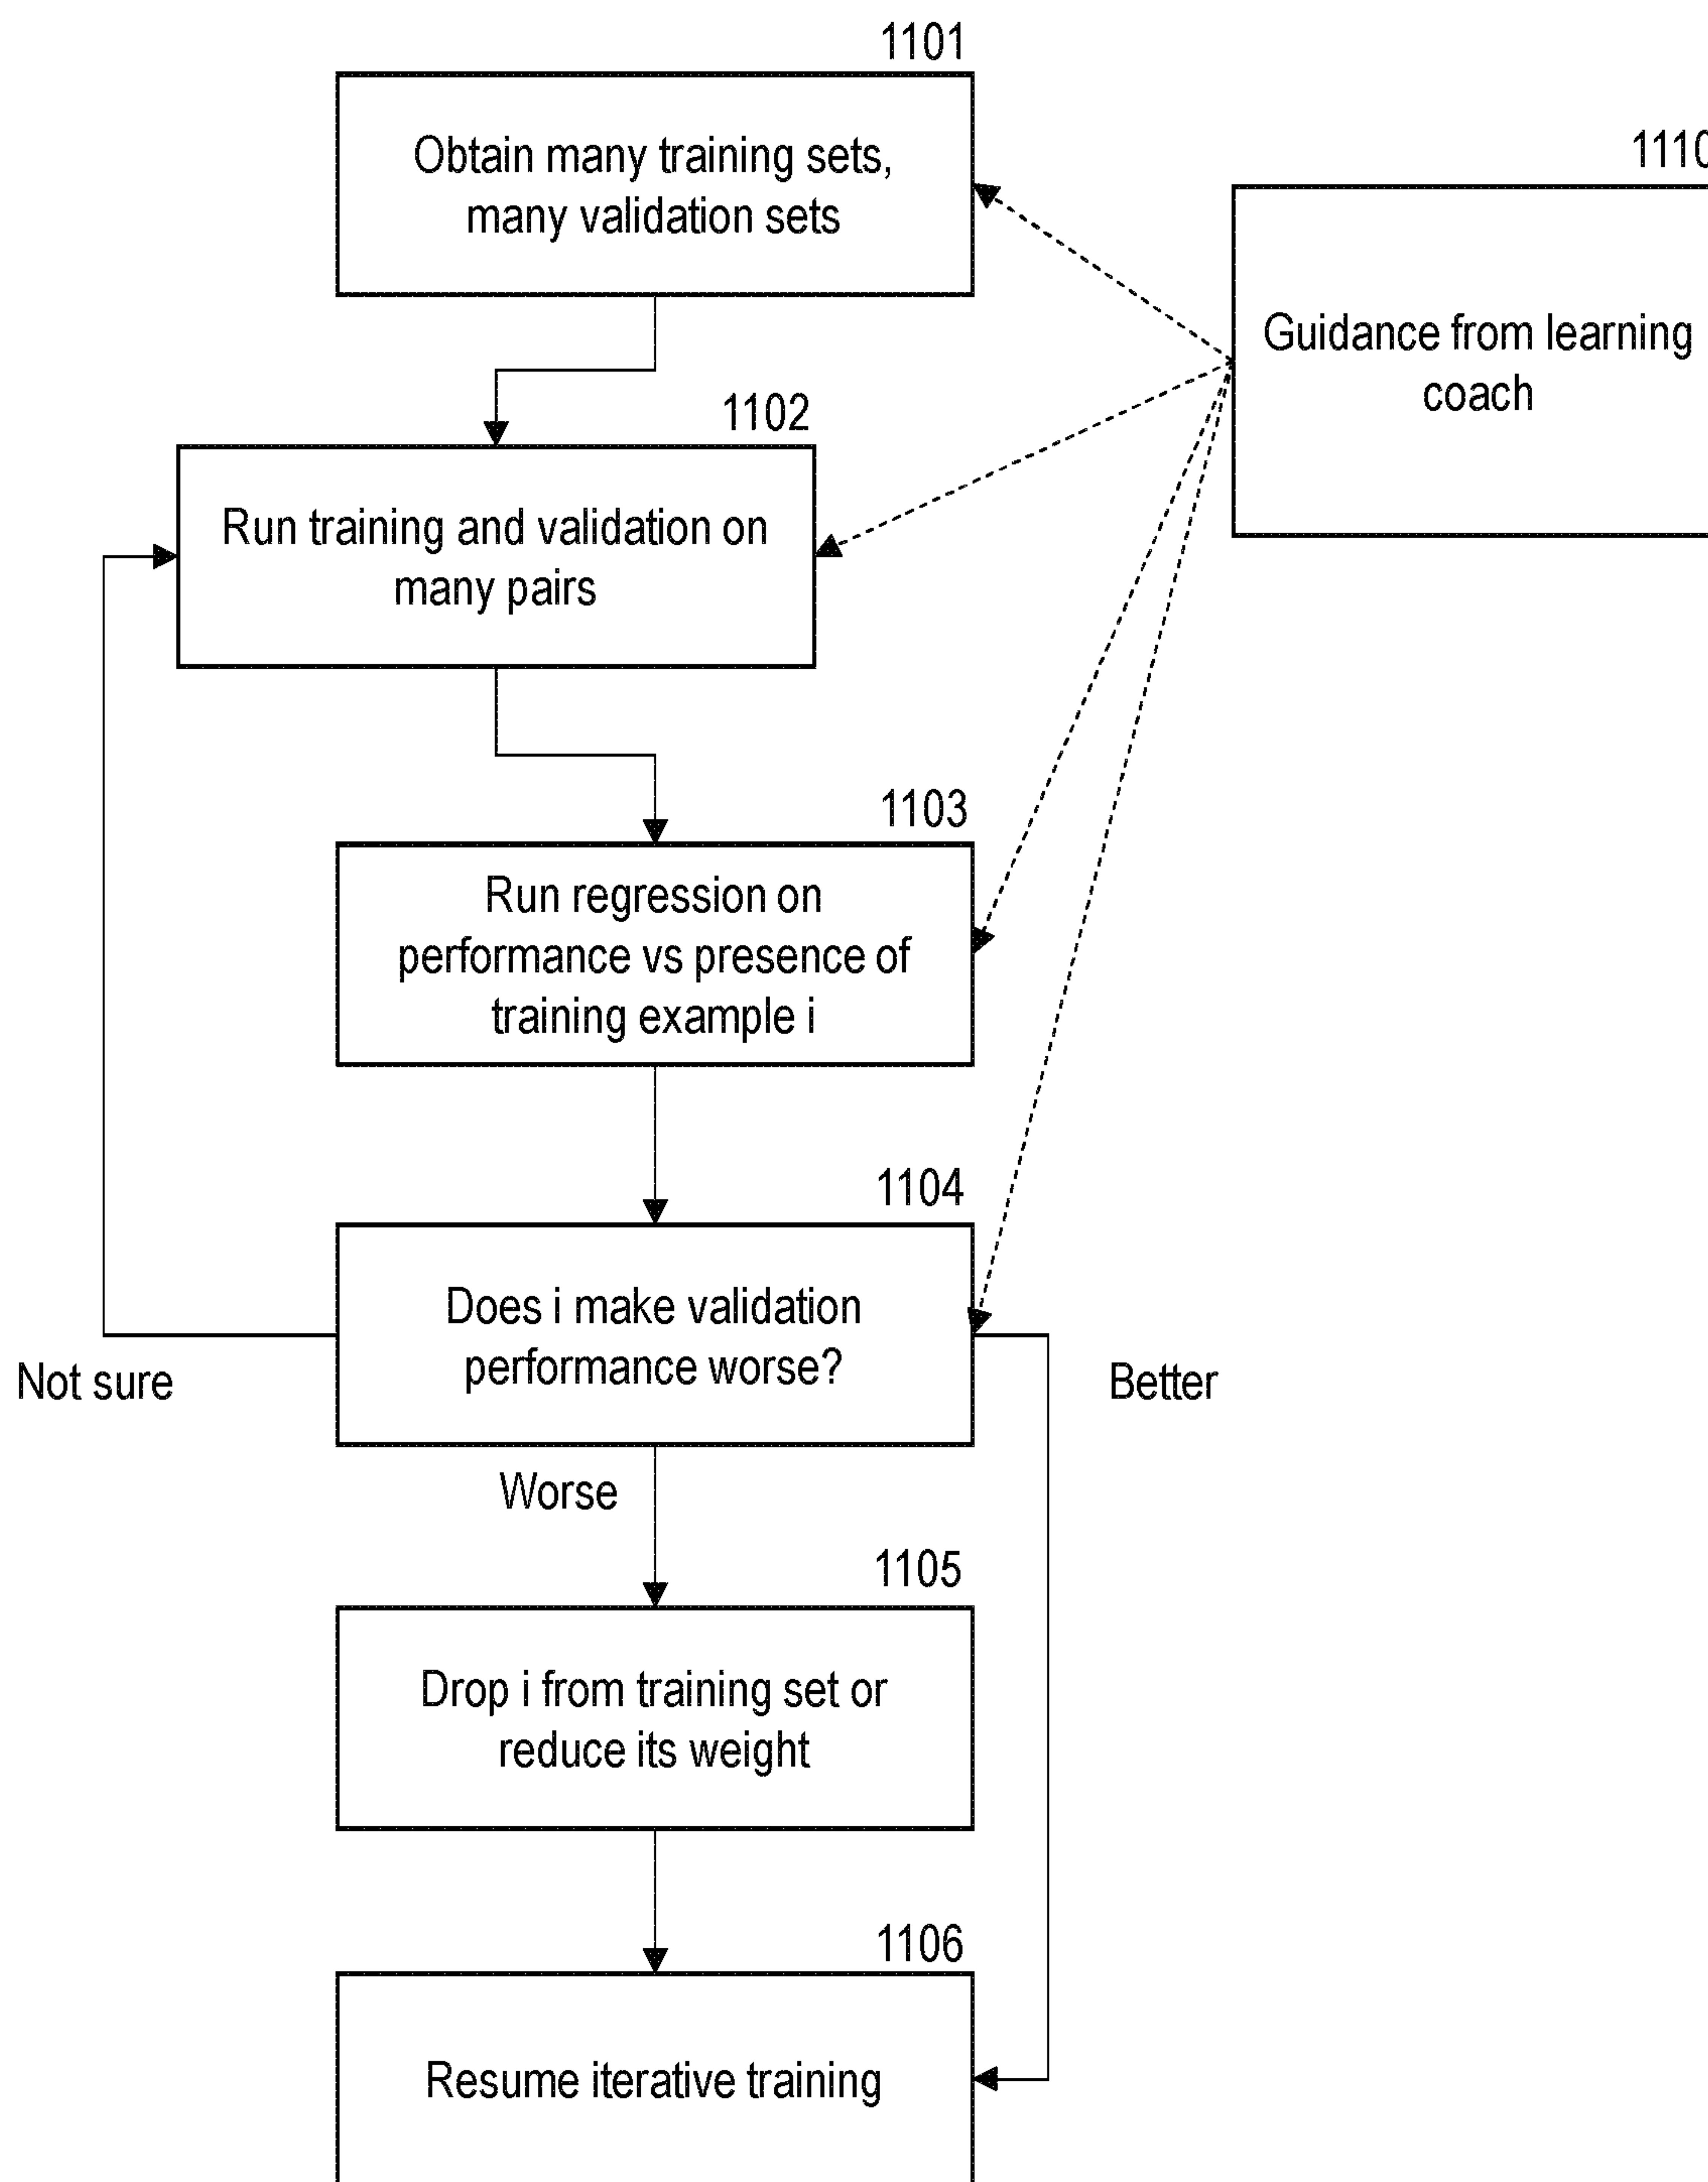 1101
Obtain many training sets,
many validation sets
1110
Guidance from learning
coach
1102
Run training and validation on
many pairs
1103
Run regression on
performance vs presence of
training example i
1104
Does i make validation
performance worse?
Not sure
Better
Worse
1105
Drop i from training set or
reduce its weight
1106
Resume iterative training